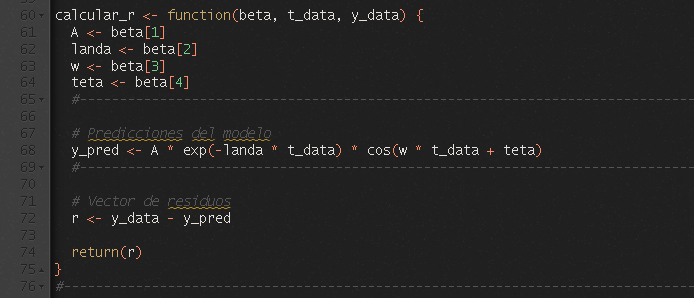 60 calcular_r <- function(beta, t_data, y_data) {
61 A <- beta[1]
62 landa <- beta[2]
63 w <- beta[3]
64 teta <- beta[4]
65 #-----------------------------------------------------------------------------
66
67 # Predicciones del modelo
68 y_pred <- A * exp(-landa * t_data) * cos(w * t_data + teta)
69 #-----------------------------------------------------------------------------
70
71 # Vector de residuos
72 r <- y_data - y_pred
73
74 return(r)
75 }
76 #-------------------------------------------------------------------------------